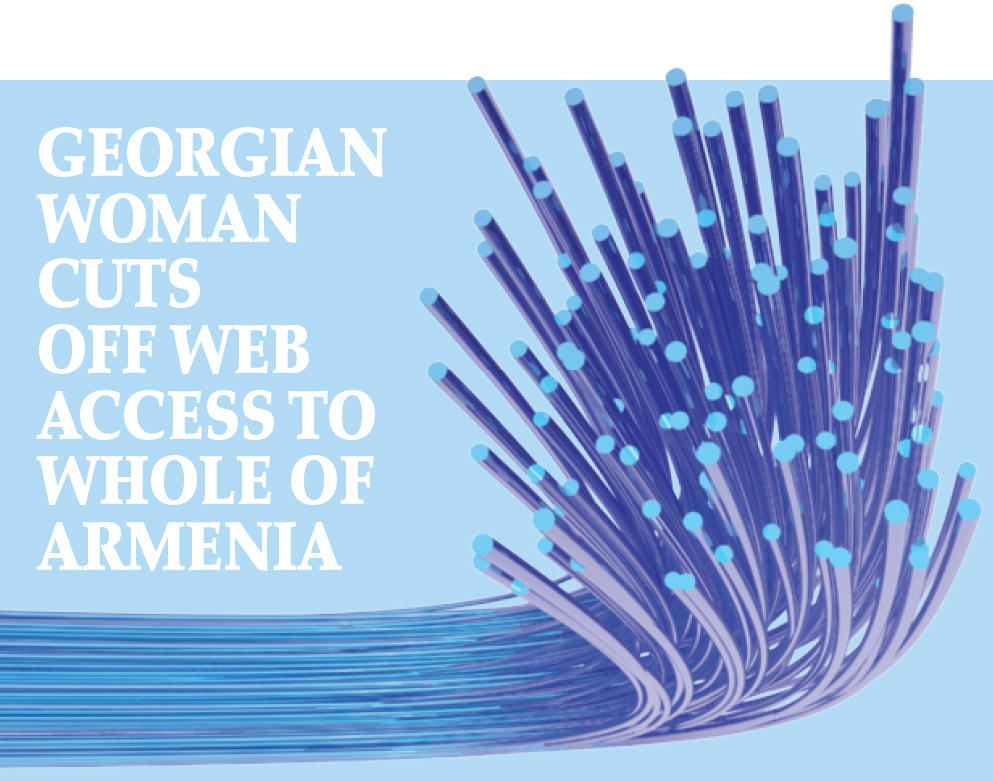 GEORGIAN
WOMAN
CUTS
OFF WEB
ACCESS TO
WHOLE OF
ARMENIA